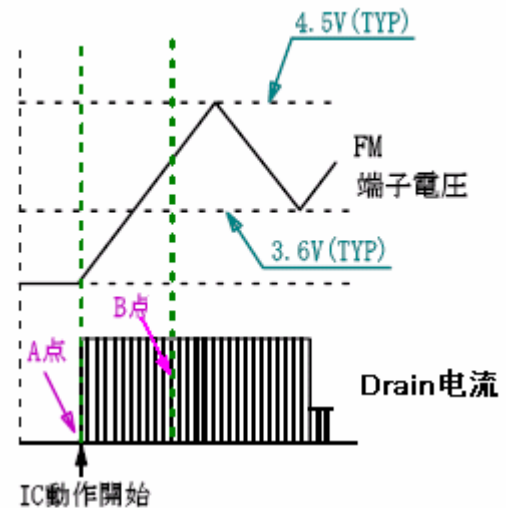 4.5V(TYP)
FM
端子電圧
3.6V(TYP)
B点
A点
Drain电流
IC動作開始